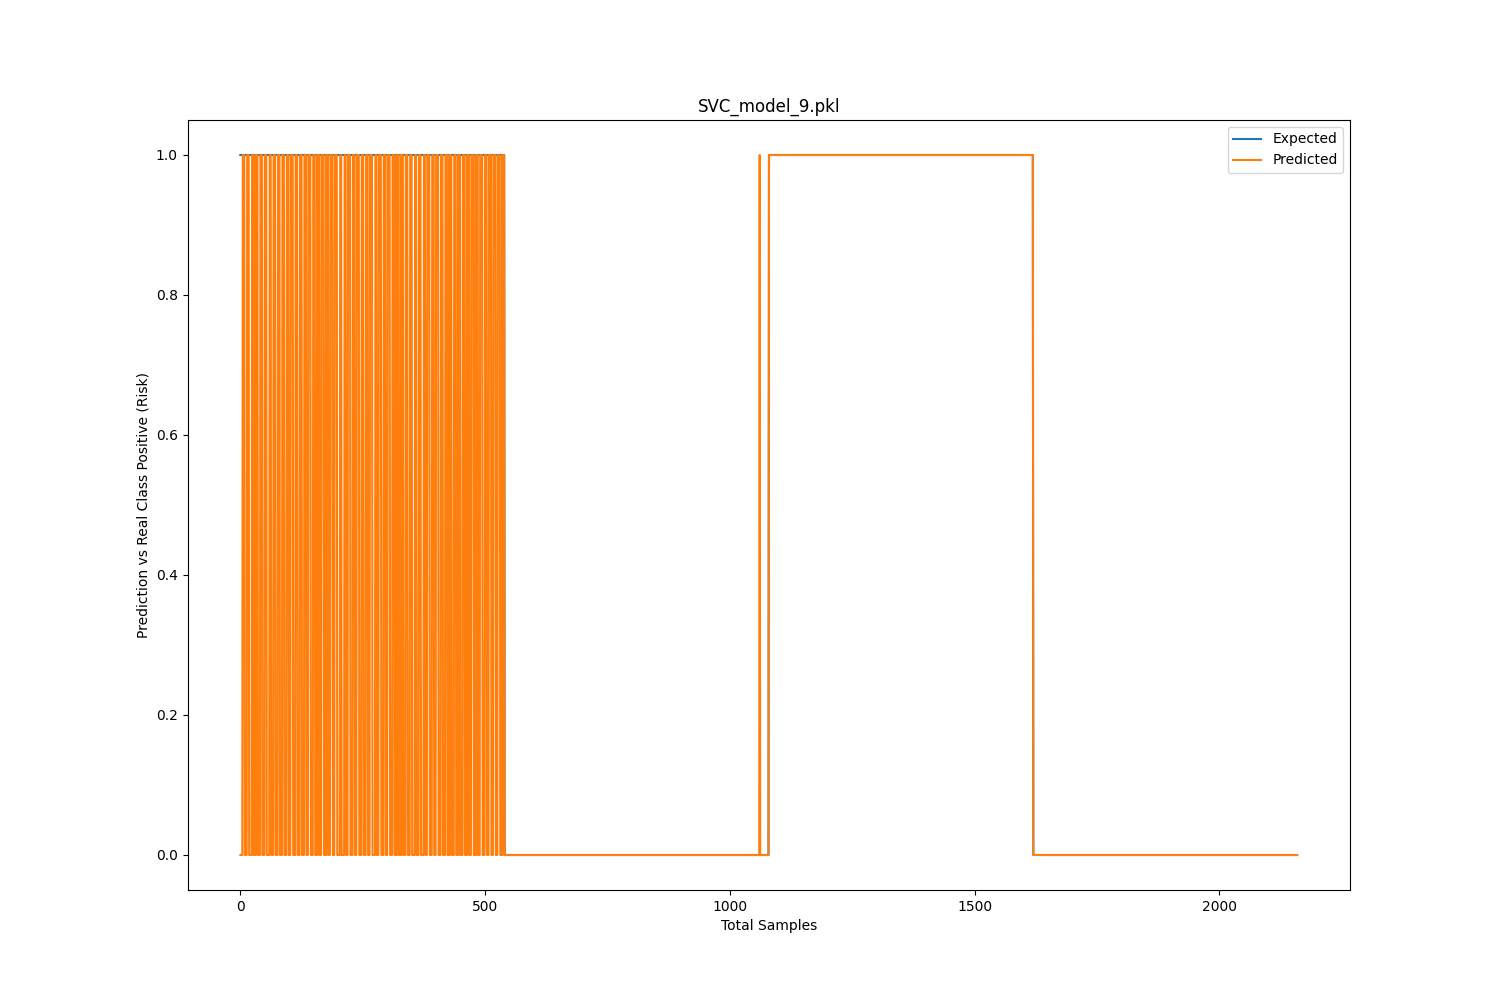 SVC_model_9.pkl
Expected
Predicted
1.0
0.8
0.6
0.4
0.2
0.0
Prediction vs Real Class Positive (Risk)
0
500
1000
1500
2000
Total Samples